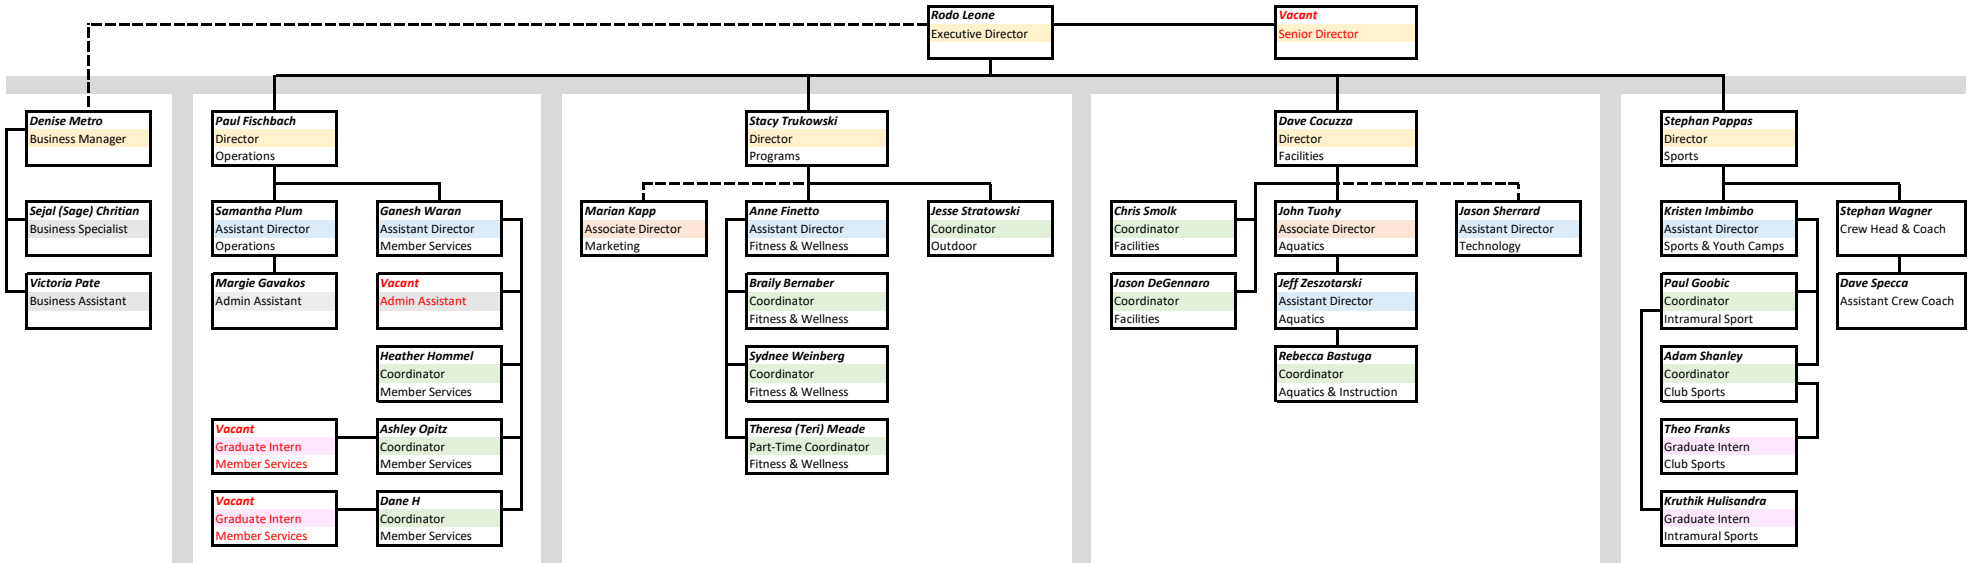 Rodo Leone
Executive Director
Vacant
Senior Director
Denise Metro
Business Manager
Sejal (Sage) Chritian
Business Specialist
Victoria Pate
Business Assistant
Paul Fischbach
Director
Operations
Samantha Plum
Assistant Director
Operations
Margie Gavakos
Admin Assistant
Ganesh Waran
Assistant Director
Member Services
Vacant
Admin Assistant
Heather Hommel
Coordinator
Member Services
Vacant
Graduate Intern
Member Services
Ashley Opitz
Coordinator
Member Services
Vacant
Graduate Intern
Member Services
Dane H
Coordinator
Member Services
Stacy Trukowski
Director
Programs
Marian Kapp
Associate Director
Marketing
Anne Finetto
Assistant Director
Fitness & Wellness
Jesse Stratowski
Coordinator
Outdoor
Braily Bernaber
Coordinator
Fitness & Wellness
Sydnee Weinberg
Coordinator
Fitness & Wellness
Theresa (Teri) Meade
Part-Time Coordinator
Fitness & Wellness
Dave Cocuzza
Director
Facilities
Chris Smolk
Coordinator
Facilities
Jason DeGennaro
Coordinator
Facilities
John Tuohy
Associate Director
Aquatics
Jeff Zeszotarski
Assistant Director
Aquatics
Rebecca Bastuga
Coordinator
Aquatics & Instruction
Jason Sherrard
Assistant Director
Technology
Stephan Pappas
Director
Sports
Kristen Imbimbo
Assistant Director
Sports & Youth Camps
Paul Goobic
Coordinator
Intramural Sport
Adam Shanley
Coordinator
Club Sports
Theo Franks
Graduate Intern
Club Sports
Kruthik Hulisandra
Graduate Intern
Intramural Sports
Stephan Wagner
Crew Head & Coach
Dave Specca
Assistant Crew Coach